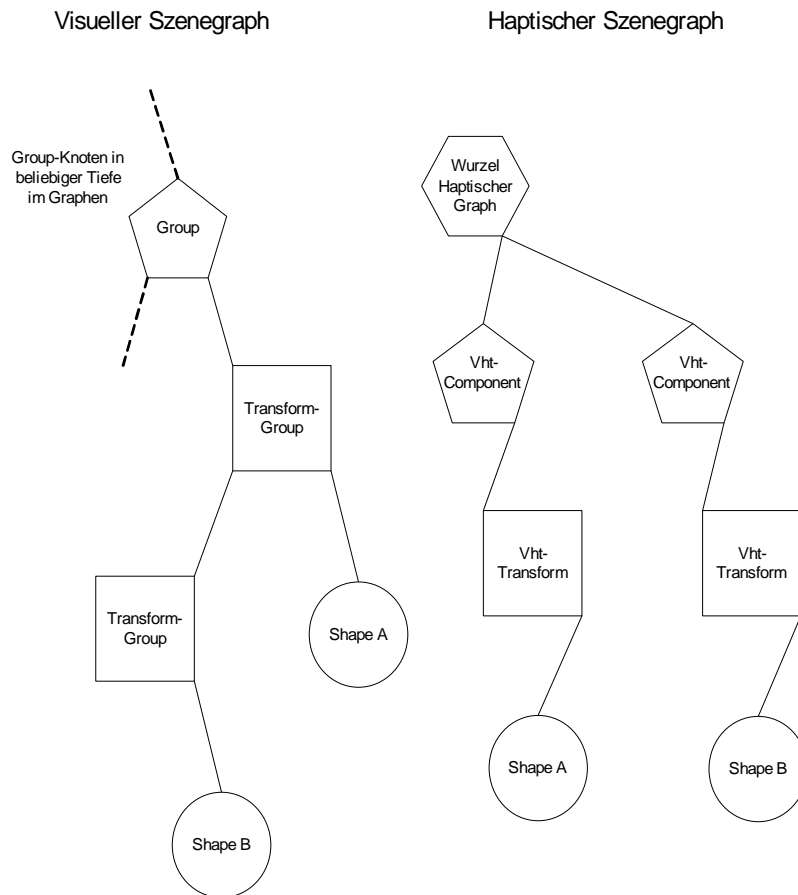 Visueller Szenegraph
Haptischer Szenegraph
Group-Knoten in
beliebiger Tiefe
im Graphen
Group
Transform-
Group
Transform-
Group
Shape A
Shape B
Wurzel
Haptischer
Graph
Vht-
Component
Vht-
Component
Vht-
Transform
Vht-
Transform
Shape A
Shape B